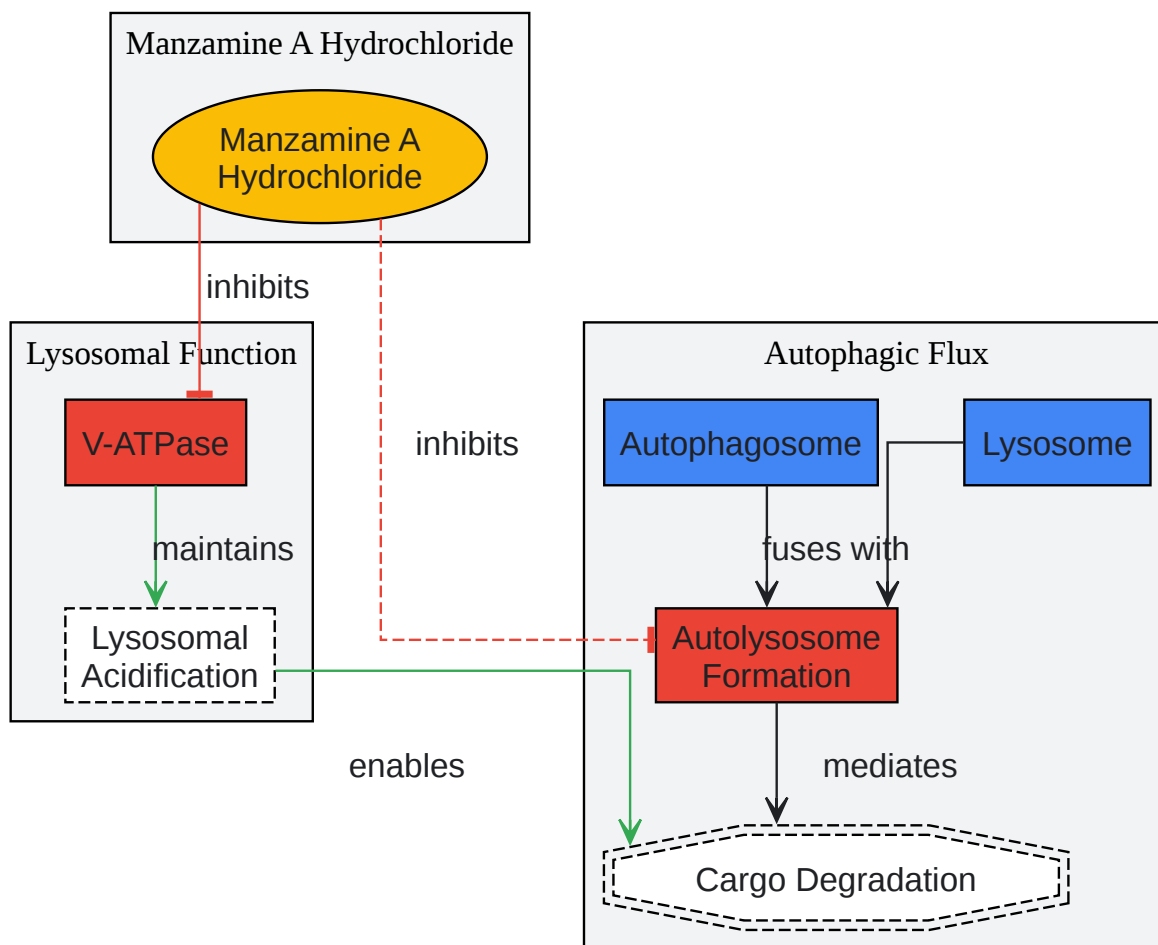 Manzamine A Hydrochloride
Manzamine A
Hydrochloride
inhibits
Lysosomal Function
Autophagic Flux
V-ATPase
inhibits
Autophagosome
Lysosome
maintains
fuses with
Lysosomal
Acidification
Autolysosome
Formation
enables
mediates
Cargo Degradation